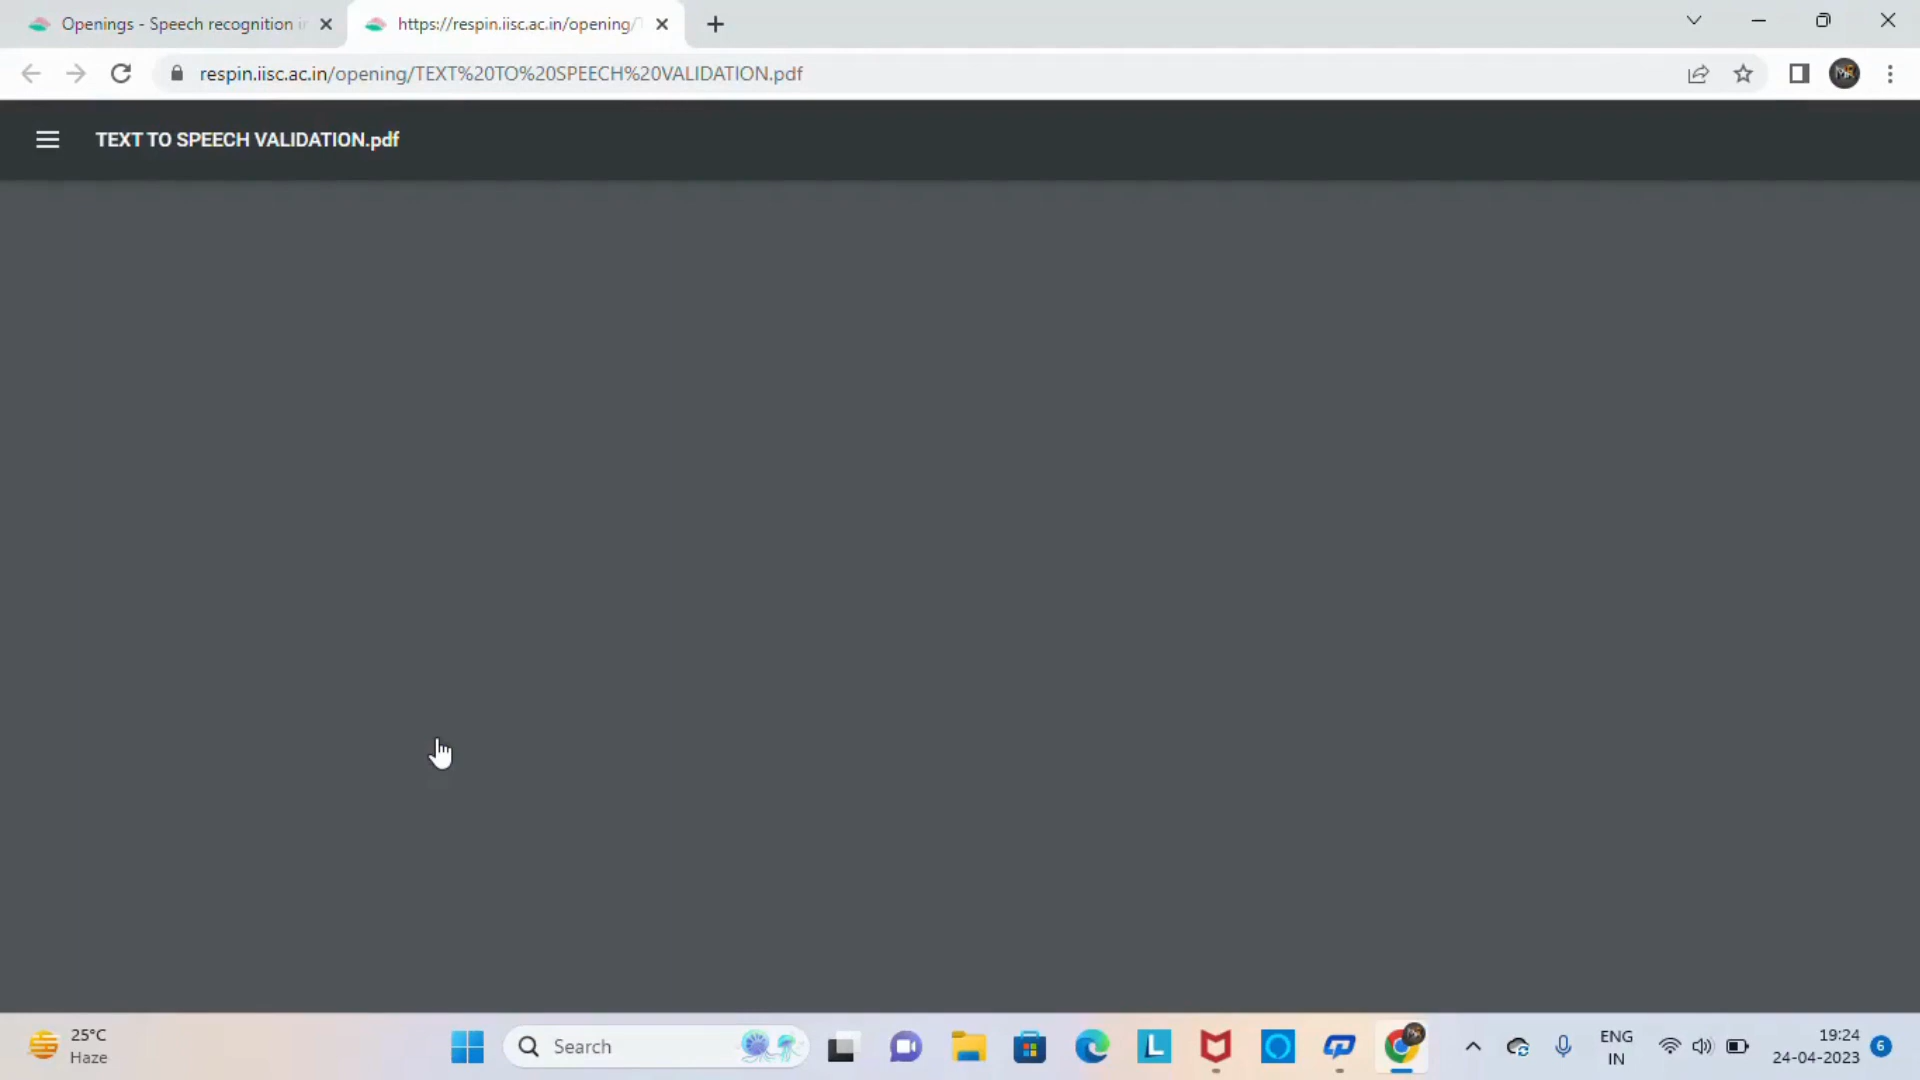 Openings - Speech recognition in
https://respin.iisc.ac.in/opening/
respin.iisc.ac.in/opening/TEXT%20TO%20SPEECH%20VALIDATION.pdf
TEXT TO SPEECH VALIDATION.pdf
25°C
Haze
Search
ENG
IN
19:24
24-04-2023
6